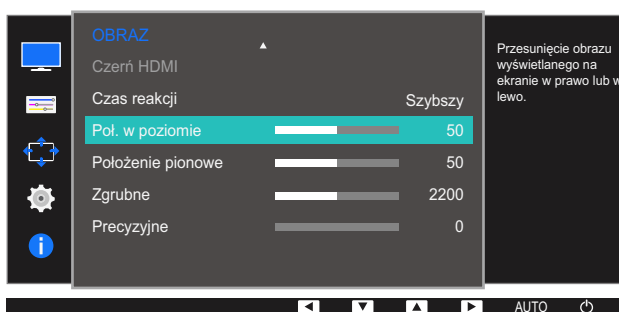 OBRAZ
Czerń HDMI
Czas reakcji Szybszy
Poł. w poziomie 50
Położenie pionowe 50
Zgrubne 2200
Precyzyjne 0
Przesunięcie obrazu
wyświetlanego na
ekranie w prawo lub w
lewo.
AUTO